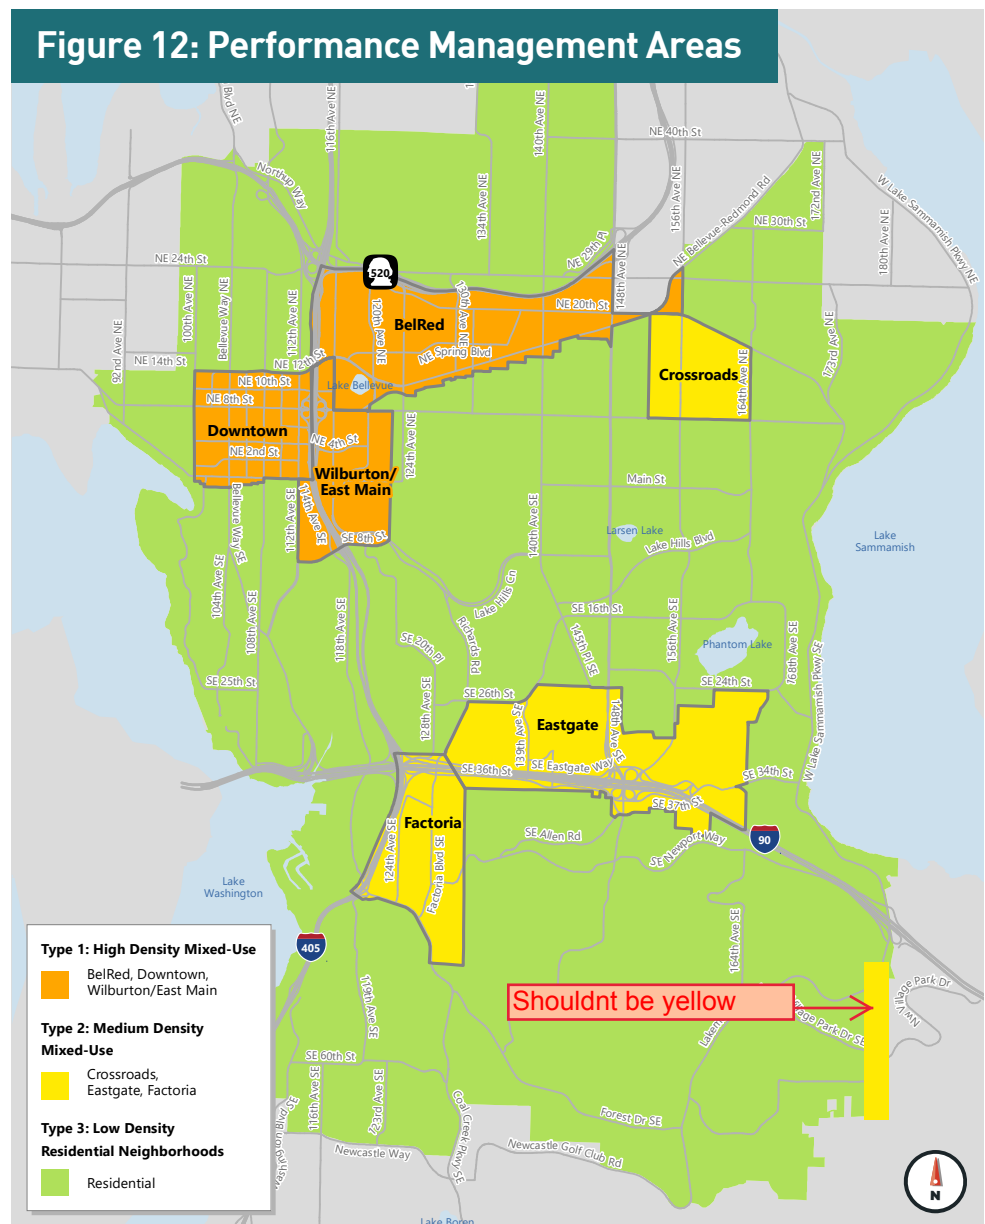 Figure 12: Performance Management Areas
Blvd NE
116th Ave NE
140th Ave NE
NE 40th St
Northup Way
134th Ave NE
156th Ave NE
NE Bellevue-Redmond Rd
172nd Ave NE
W Lake Sammamish Pkwy NE
NE 30th St
180th Ave NE
NE 24th St
NE 29th Pl
148th Ave NE
520
100th Ave NE
Bellevue Way NE
112th Ave NE
120th Ave NE
130th Ave NE
NE 20th St
BelRed
92nd Ave NE
NE 14th St
NE 12th St
NE Spring Blvd
173rd Ave NE
Crossroads
164th Ave NE
NE 10th St
Lake Bellevue
NE 8th St
Downtown
NE 4th St
NE 2nd St
124th Ave NE
Wilburton/
East Main
Main St
Bellevue Way SE
112th Ave SE
114th Ave SE
SE 8th St
140th Ave SE
Larsen Lake
Lake Hills Blvd
Lake
Sammamish
104th Ave SE
108th Ave SE
118th Ave SE
Lake Hills Cn
SE 16th St
SE 20th Pl
Richards Rd
145th Pl SE
156th Ave SE
Phantom Lake
168th Ave SE
W Lake Sammamish Pkwy SE
SE 25th St
128th Ave SE
SE 26th St
SE 24th St
139th Ave SE
Eastgate
148th Ave SE
SE 36th St
SE Eastgate Way
SE 34th St
SE 37th St
Factoria
124th Ave SE
Factoria Blvd SE
SE Allen Rd
SE Newport Way
90
Lake
Washington
405
164th Ave SE
Type 1: High Density Mixed-Use
BelRed, Downtown,
Wilburton/East Main
Type 2: Medium Density
Mixed-Use
Crossroads,
Eastgate, Factoria
Type 3: Low Density
Residential Neighborhoods
Residential
Shouldnt be yellow
Village Park Dr
NW Vill
age Park Dr SE
Lakem
119th Ave SE
SE 60th St
116th Ave SE
123rd Ave SE
Coal Creek Pkwy SE
Forest Dr SE
Newcastle Way
Newcastle Golf Club Rd
Lake Boren
N